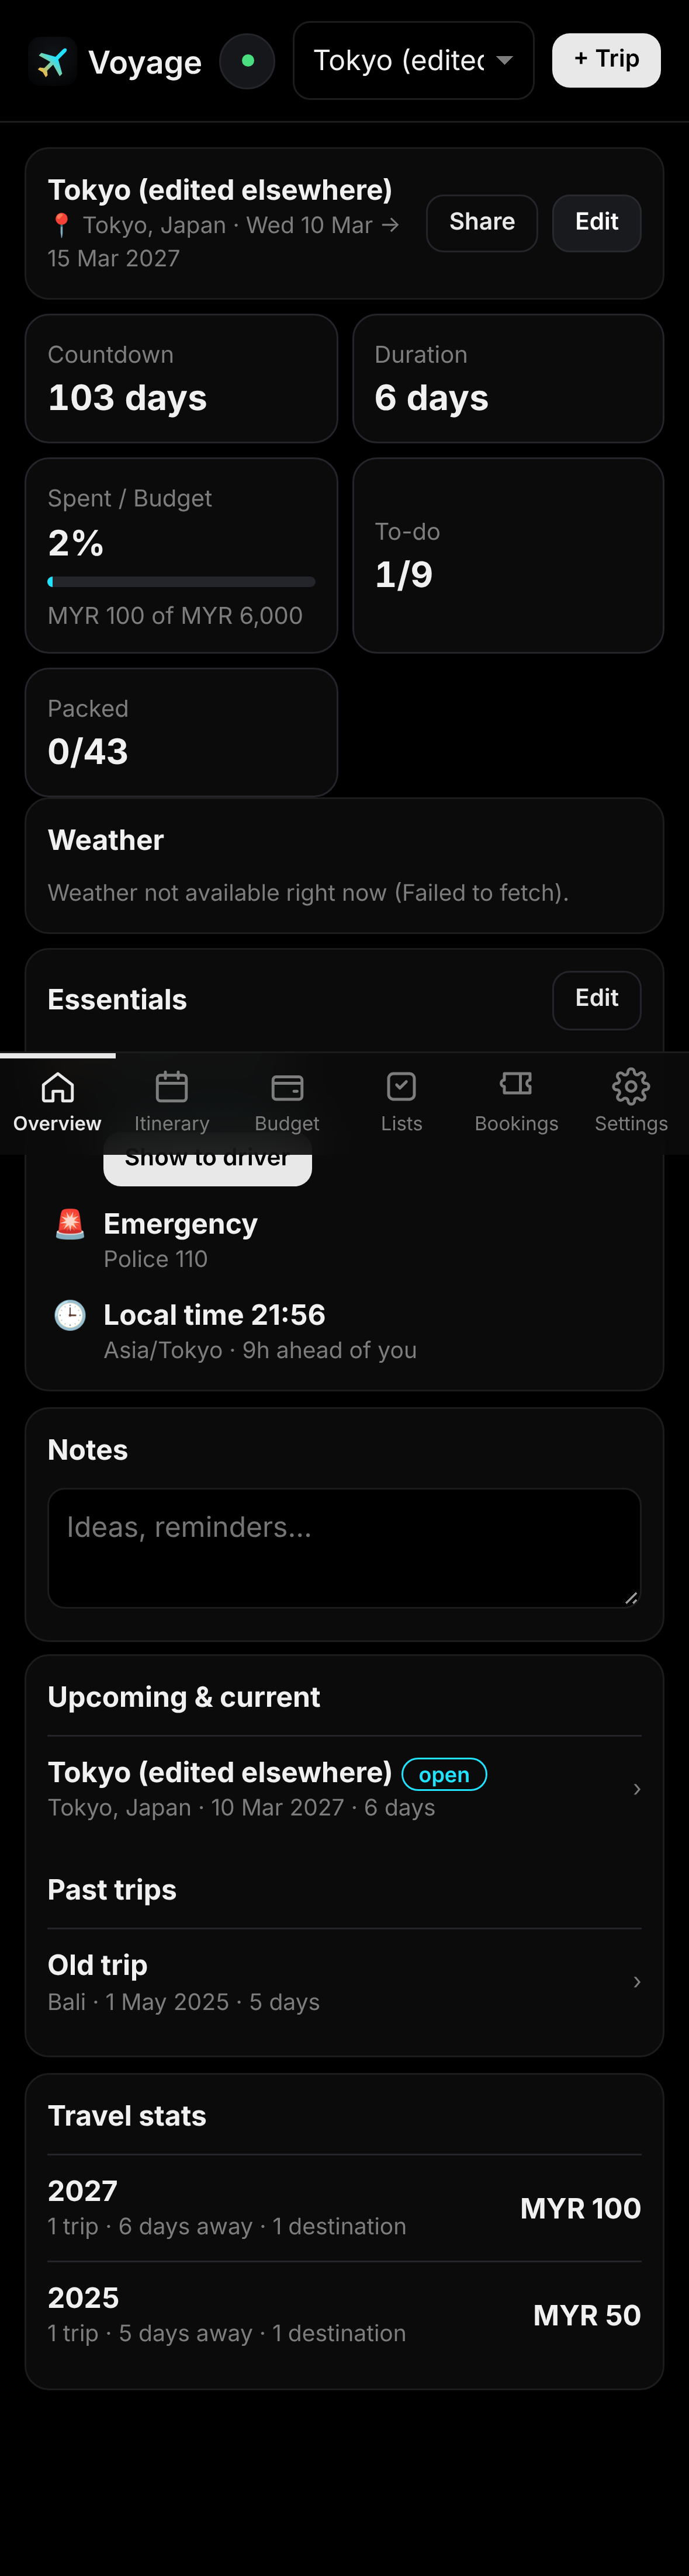 Voyage
Tokyo (edited
+ Trip
Tokyo (edited elsewhere)
Tokyo, Japan · Wed 10 Mar →
15 Mar 2027
Share
Edit
Countdown
103 days
Duration
6 days
Spent / Budget
2%
MYR 100 of MYR 6,000
To-do
1/9
Packed
0/43
Weather
Weather not available right now (Failed to fetch).
Essentials
Edit
Overview
Itinerary
Budget
Lists
Bookings
Settings
Show to driver
Emergency
Police 110
Local time 21:56
Asia/Tokyo · 9h ahead of you
Notes
Ideas, reminders...
Upcoming & current
Tokyo (edited elsewhere) open
Tokyo, Japan · 10 Mar 2027 · 6 days
›
Past trips
Old trip
Bali · 1 May 2025 · 5 days
›
Travel stats
2027
1 trip · 6 days away · 1 destination
MYR 100
2025
1 trip · 5 days away · 1 destination
MYR 50